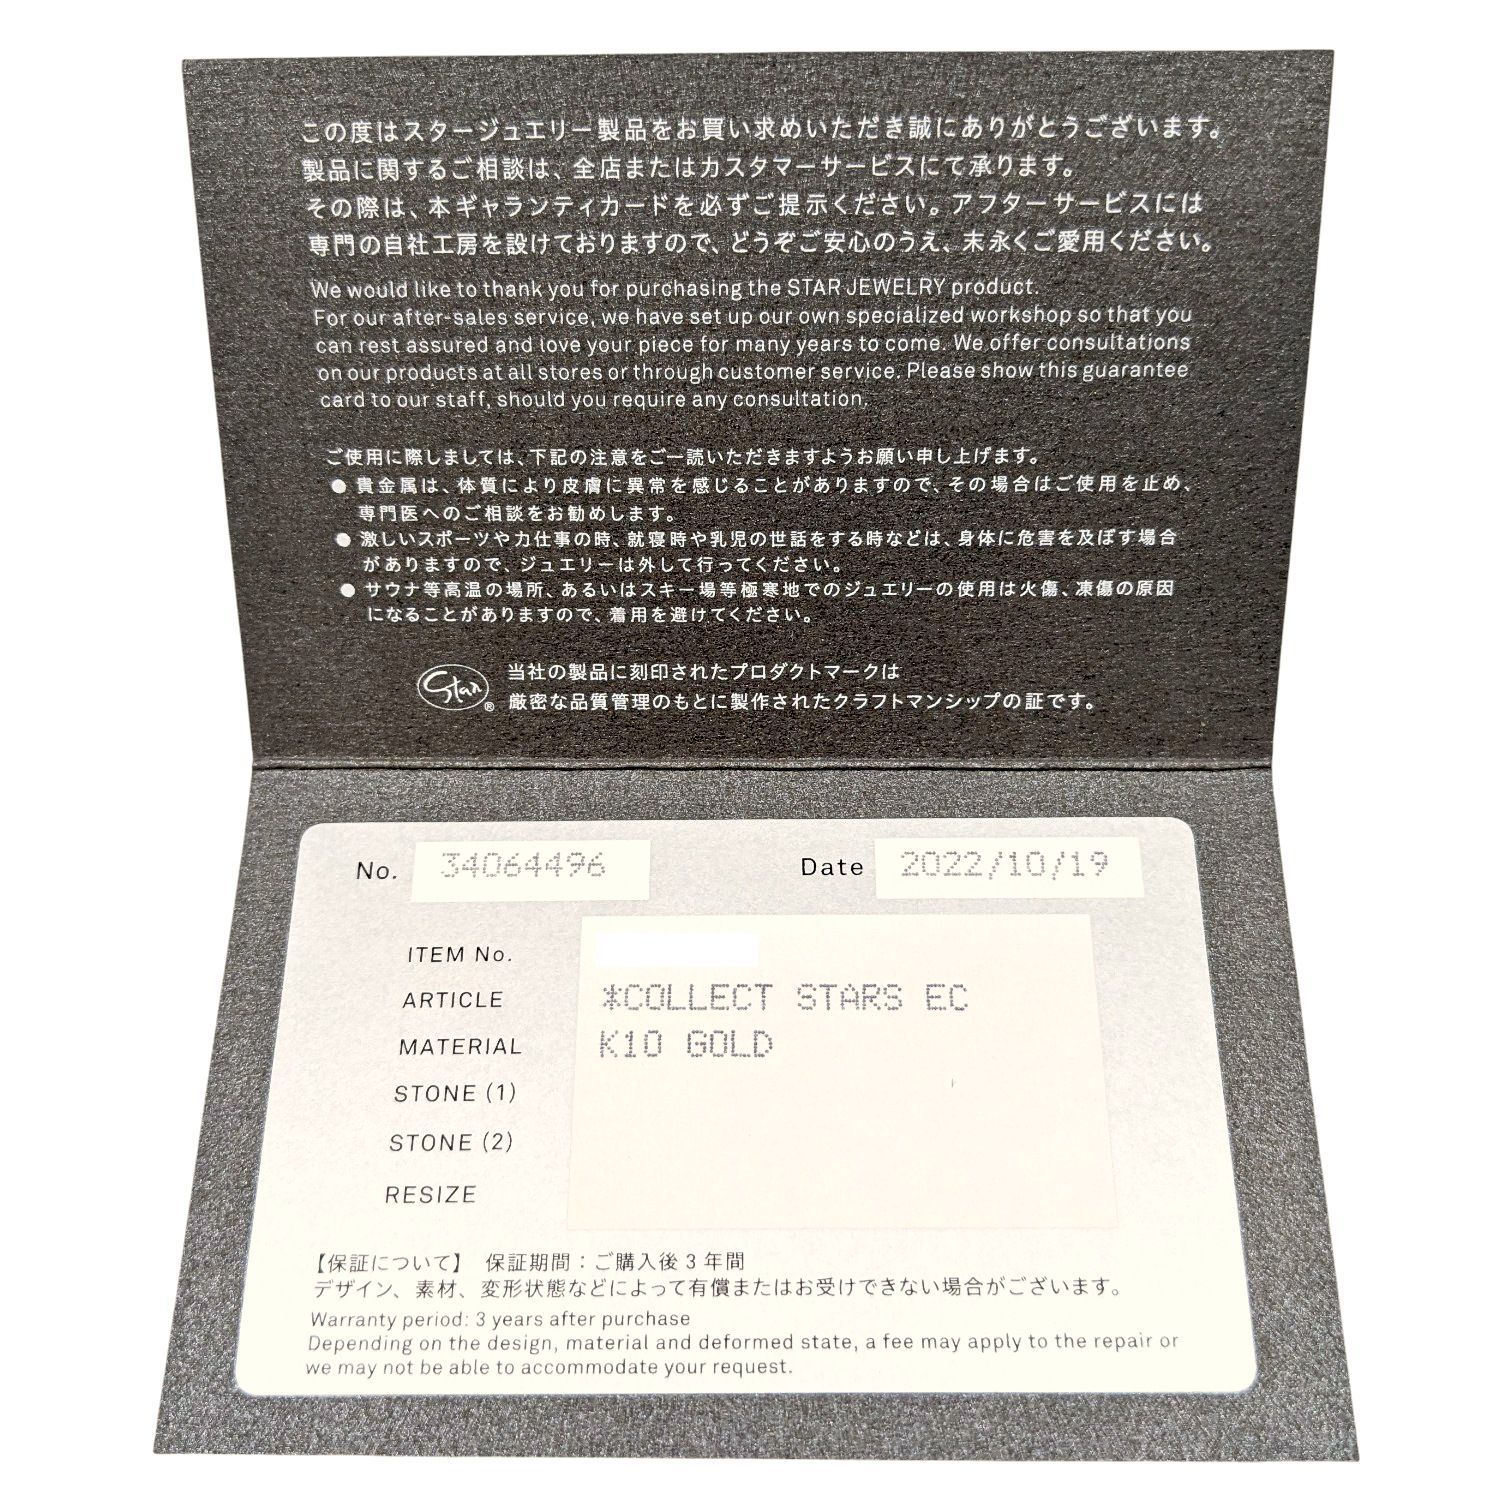 この度はスタージュエリー製品をお買い求めいただき誠にありがとうございます。
製品に関するご相談は、全店またはカスタマーサービスにて承ります。
その際は、本ギャランティカードを必ずご提示ください。アフターサービスには
専門の自社工房を設けておりますので、どうぞご安心のうえ、末永くご愛用ください。
We would like to thank you for purchasing the STAR JEWELRY product.
For our after-sales service, we have set up our own specialized workshop so that you
can rest assured and love your piece for many years to come. We offer consultations
on our products at all stores or through customer service. Please show this guarantee
card to our staff, should you require any consultation.
ご使用に際しましては、下記の注意をご一読いただきますようお願い申し上げます。
● 貴金属は、体質により皮膚に異常を感じることがありますので、その場合はご使用を止め、
専門医へのご相談をお勧めします。
● 激しいスポーツや力仕事の時、就寝時や乳児の世話をする時などは、身体に危害を及ぼす場合
がありますので、ジュエリーは外して行ってください。
● サウナ等高温の場所、あるいはスキー場等極寒地でのジュエリーの使用は火傷、凍傷の原因
になることがありますので、着用を避けてください。
Star ®
当社の製品に刻印されたプロダクトマークは
厳密な品質管理のもとに製作されたクラフトマンシップの証です。
No. 34064496 Date 2022/10/19
ITEM No.
ARTICLE *COLLECT STARS EC
MATERIAL K10 GOLD
STONE (1)
STONE (2)
RESIZE
【保証について】 保証期間：ご購入後 3 年間
デザイン、素材、変形状態などによって有償またはお受けできない場合がございます。
Warranty period: 3 years after purchase
Depending on the design, material and deformed state, a fee may apply to the repair or
we may not be able to accommodate your request.